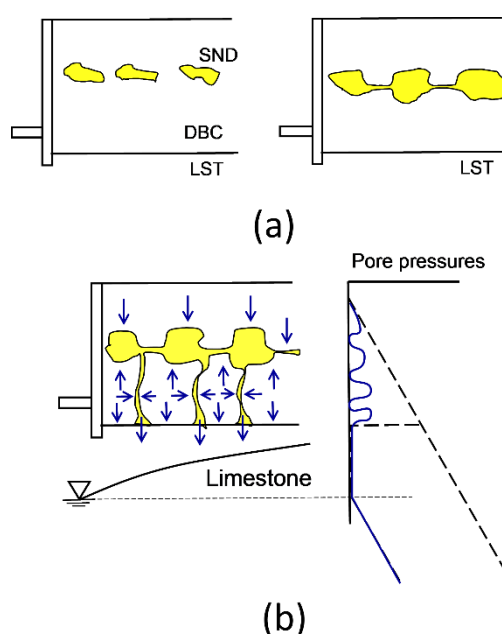 SND
DBC
LST
LST
(a)
Pore pressures
Limestone
(b)